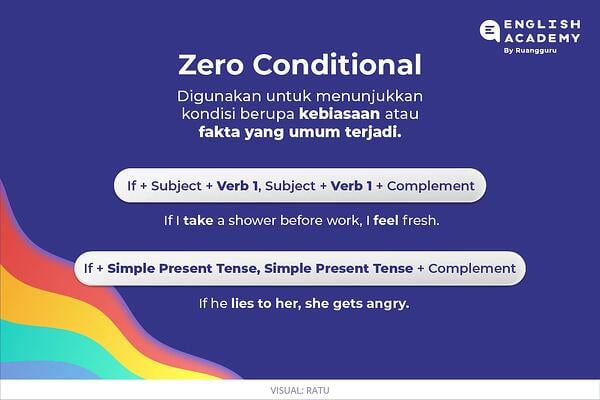 ENGLISH
ACADEMY
By Ruangguru
Zero Conditional
Digunakan untuk menunjukkan
kondisi berupa kebiasaan atau
fakta yang umum terjadi.
If + Subject + Verb 1, Subject + Verb 1 + Complement
If I take a shower before work, I feel fresh.
If + Simple Present Tense, Simple Present Tense + Complement
If he lies to her, she gets angry.
VISUAL: RATU